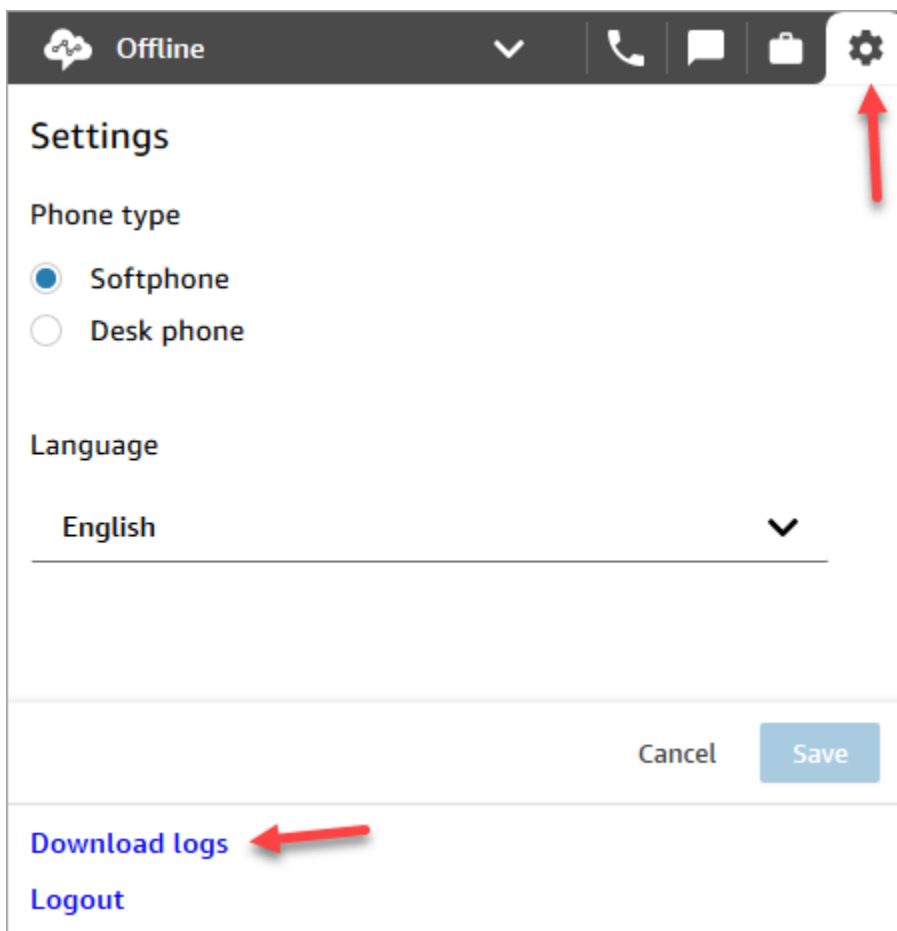 Offline
Settings
Phone type
Softphone
Desk phone
Language
English
Cancel Save
Download logs
Logout